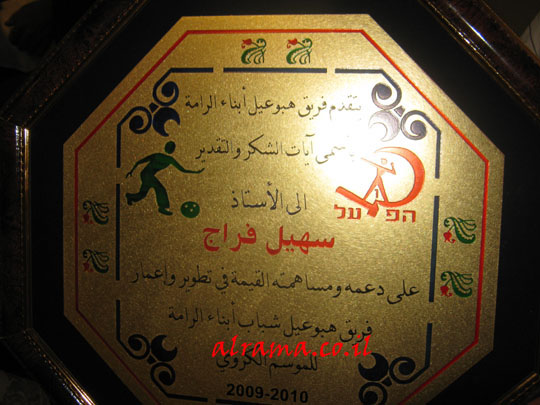 يتقدم فريق هبوعيل أبناء الرامة
بأسمى آيات الشكر والتقدير
הפועל
الى الأستاذ
سهيل فراج
على دعمه ومساهمته القيمة في تطوير وإعمار
فريق هبوعيل شباب أبناء الرامة
alrama.co.il
للموسم الكروي
2009-2010